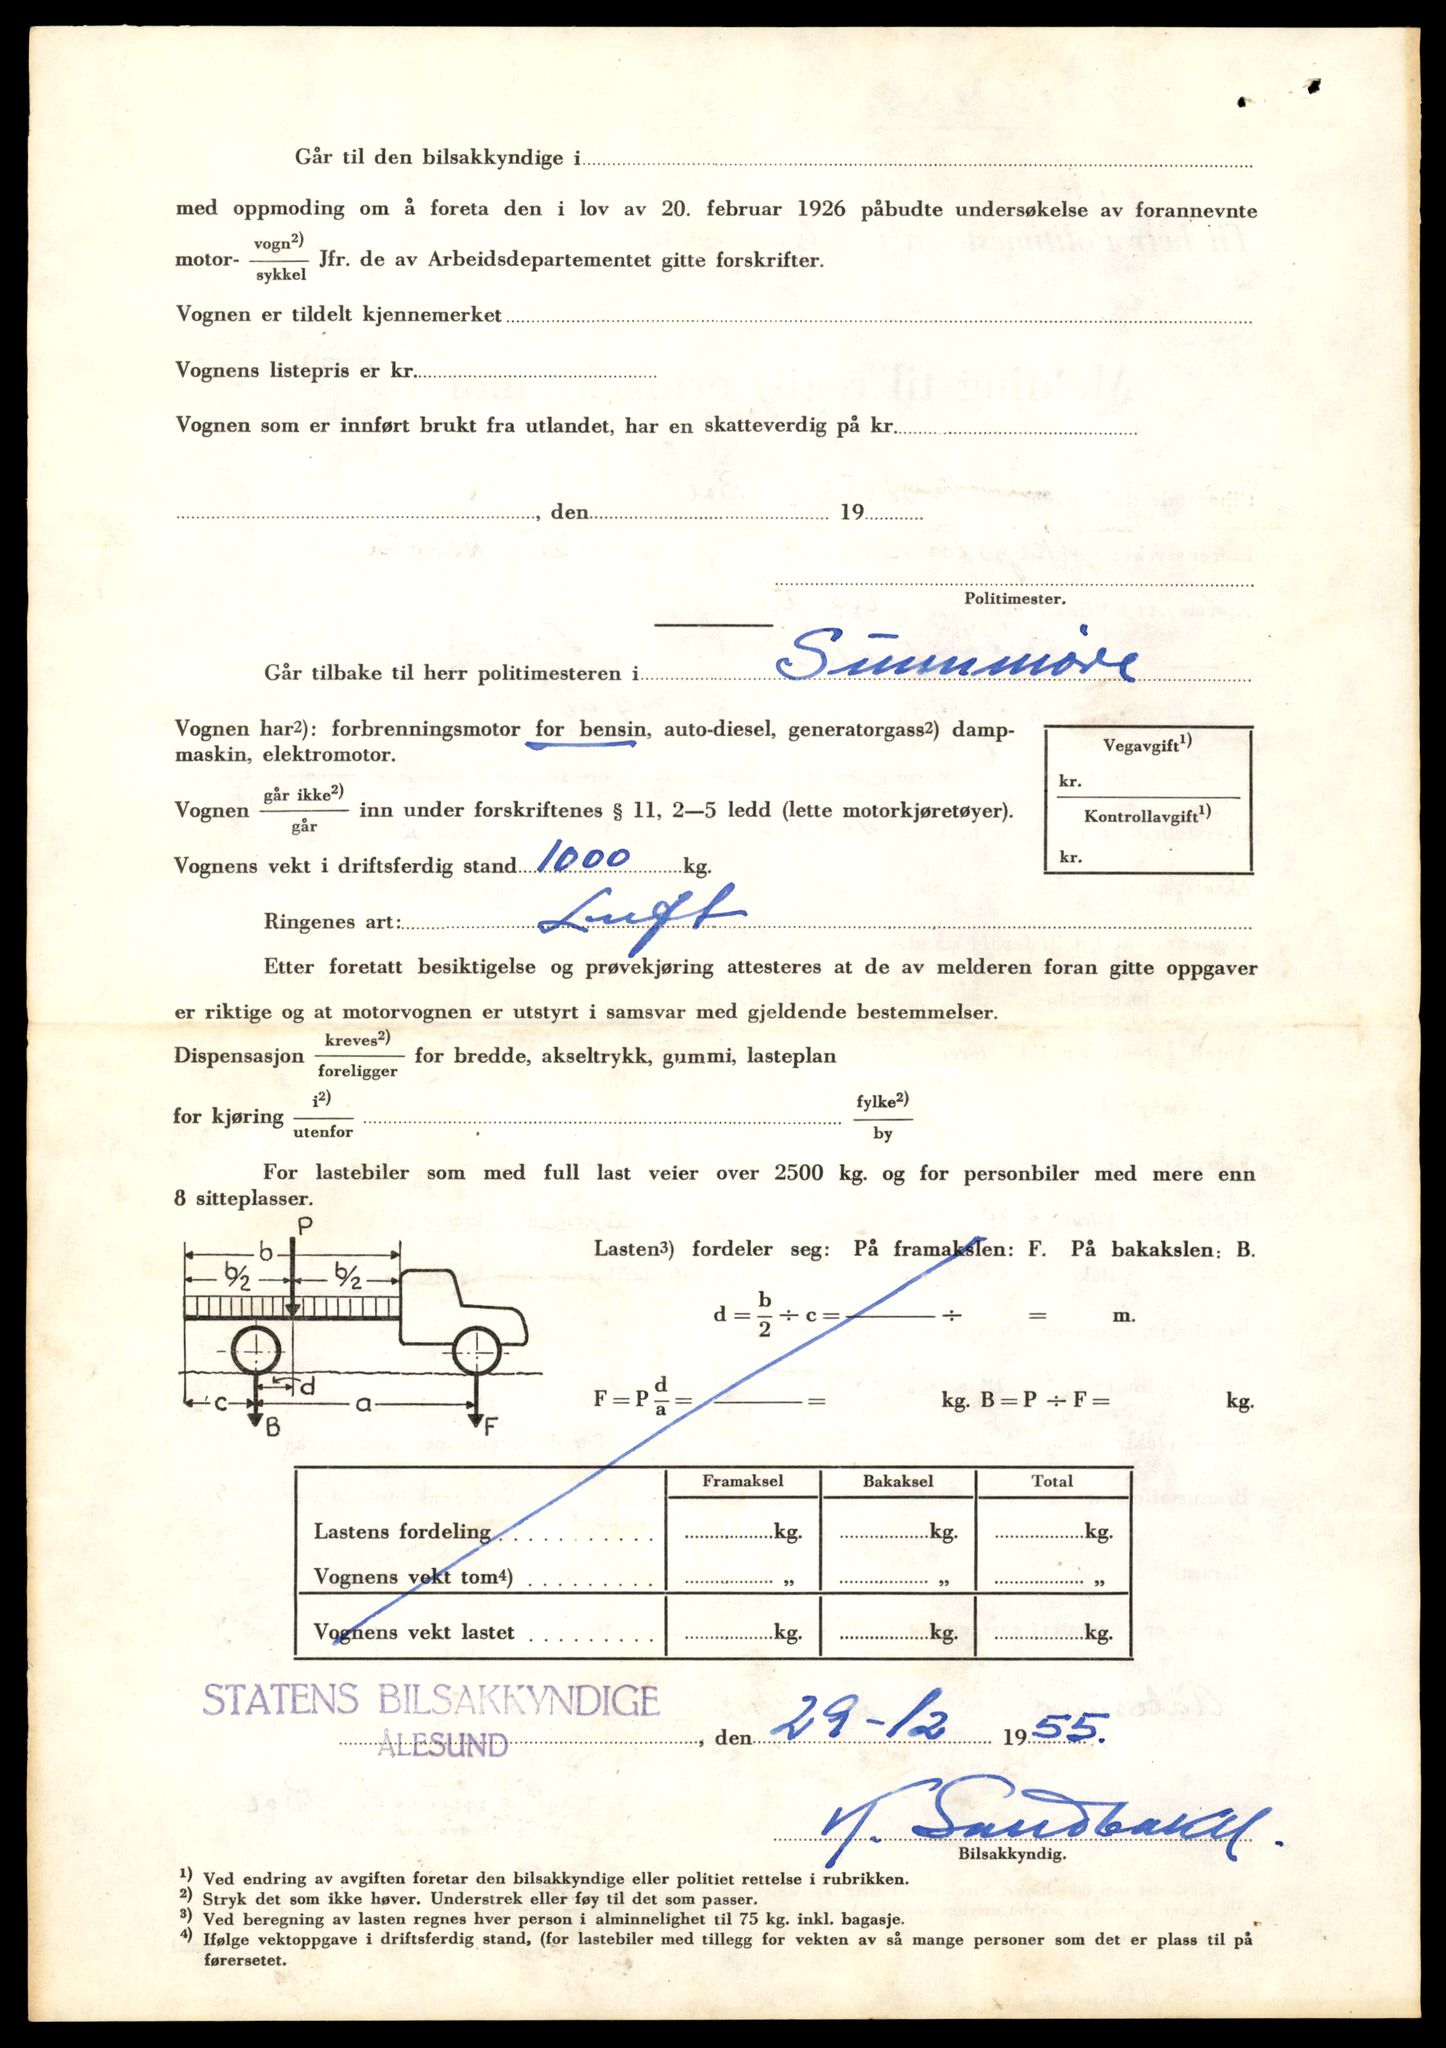 Går til den bilsakkyndige i
med oppmoding om å foreta den i lov av 20. februar 1926 påbudte undersøkelse av forannevnte
motor- vogn2) / sykkel Jfr. de av Arbeidsdepartementet gitte forskrifter.
Vognen er tildelt kjennemerket
Vognens listepris er kr.
Vognen som er innført brukt fra utlandet, har en skatteverdig på kr.
, den 19
Politimester.
Går tilbake til herr politimesteren i Sunnmøre
Vognen har2): forbrenningsmotor for bensin, auto-diesel, generatorgass2) damp-
maskin, elektromotor.
Vegavgift1)
kr.
Kontrollavgift1)
kr.
Vognen går ikke2) / går inn under forskriftenes § 11, 2—5 ledd (lette motorkjøretøyer).
Vognens vekt i driftsferdig stand 1000 kg.
Ringenes art: Luft
Etter foretatt besiktigelse og prøvekjøring attesteres at de av melderen foran gitte oppgaver
er riktige og at motorvognen er utstyrt i samsvar med gjeldende bestemmelser.
Dispensasjon kreves2) / foreligger for bredde, akseltrykk, gummi, lasteplan
for kjøring i2) / utenfor fylke2) / by
For lastebiler som med full last veier over 2500 kg. og for personbiler med mere enn
8 sitteplasser.
P
b
b/2 b/2
d
c a
B F
Lasten3) fordeler seg: På framakslen: F. På bakakslen: B.
d = b/2 ÷ c = ÷ = m.
F = P d/a = = kg. B = P ÷ F = kg.
Framaksel Bakaksel Total
Lastens fordeling kg. kg. kg.
Vognens vekt tom4) „ „ „
Vognens vekt lastet kg. kg. kg.
STATENS BILSAKKYNDIGE
ÅLESUND , den 29-12 1955.
Sandbakk.
Bilsakkyndig.
1) Ved endring av avgiften foretar den bilsakkyndige eller politiet rettelse i rubrikken.
2) Stryk det som ikke høver. Understrek eller føy til det som passer.
3) Ved beregning av lasten regnes hver person i alminnelighet til 75 kg. inkl. bagasje.
4) Ifølge vektoppgave i driftsferdig stand, (for lastebiler med tillegg for vekten av så mange personer som det er plass til på
førersetet.